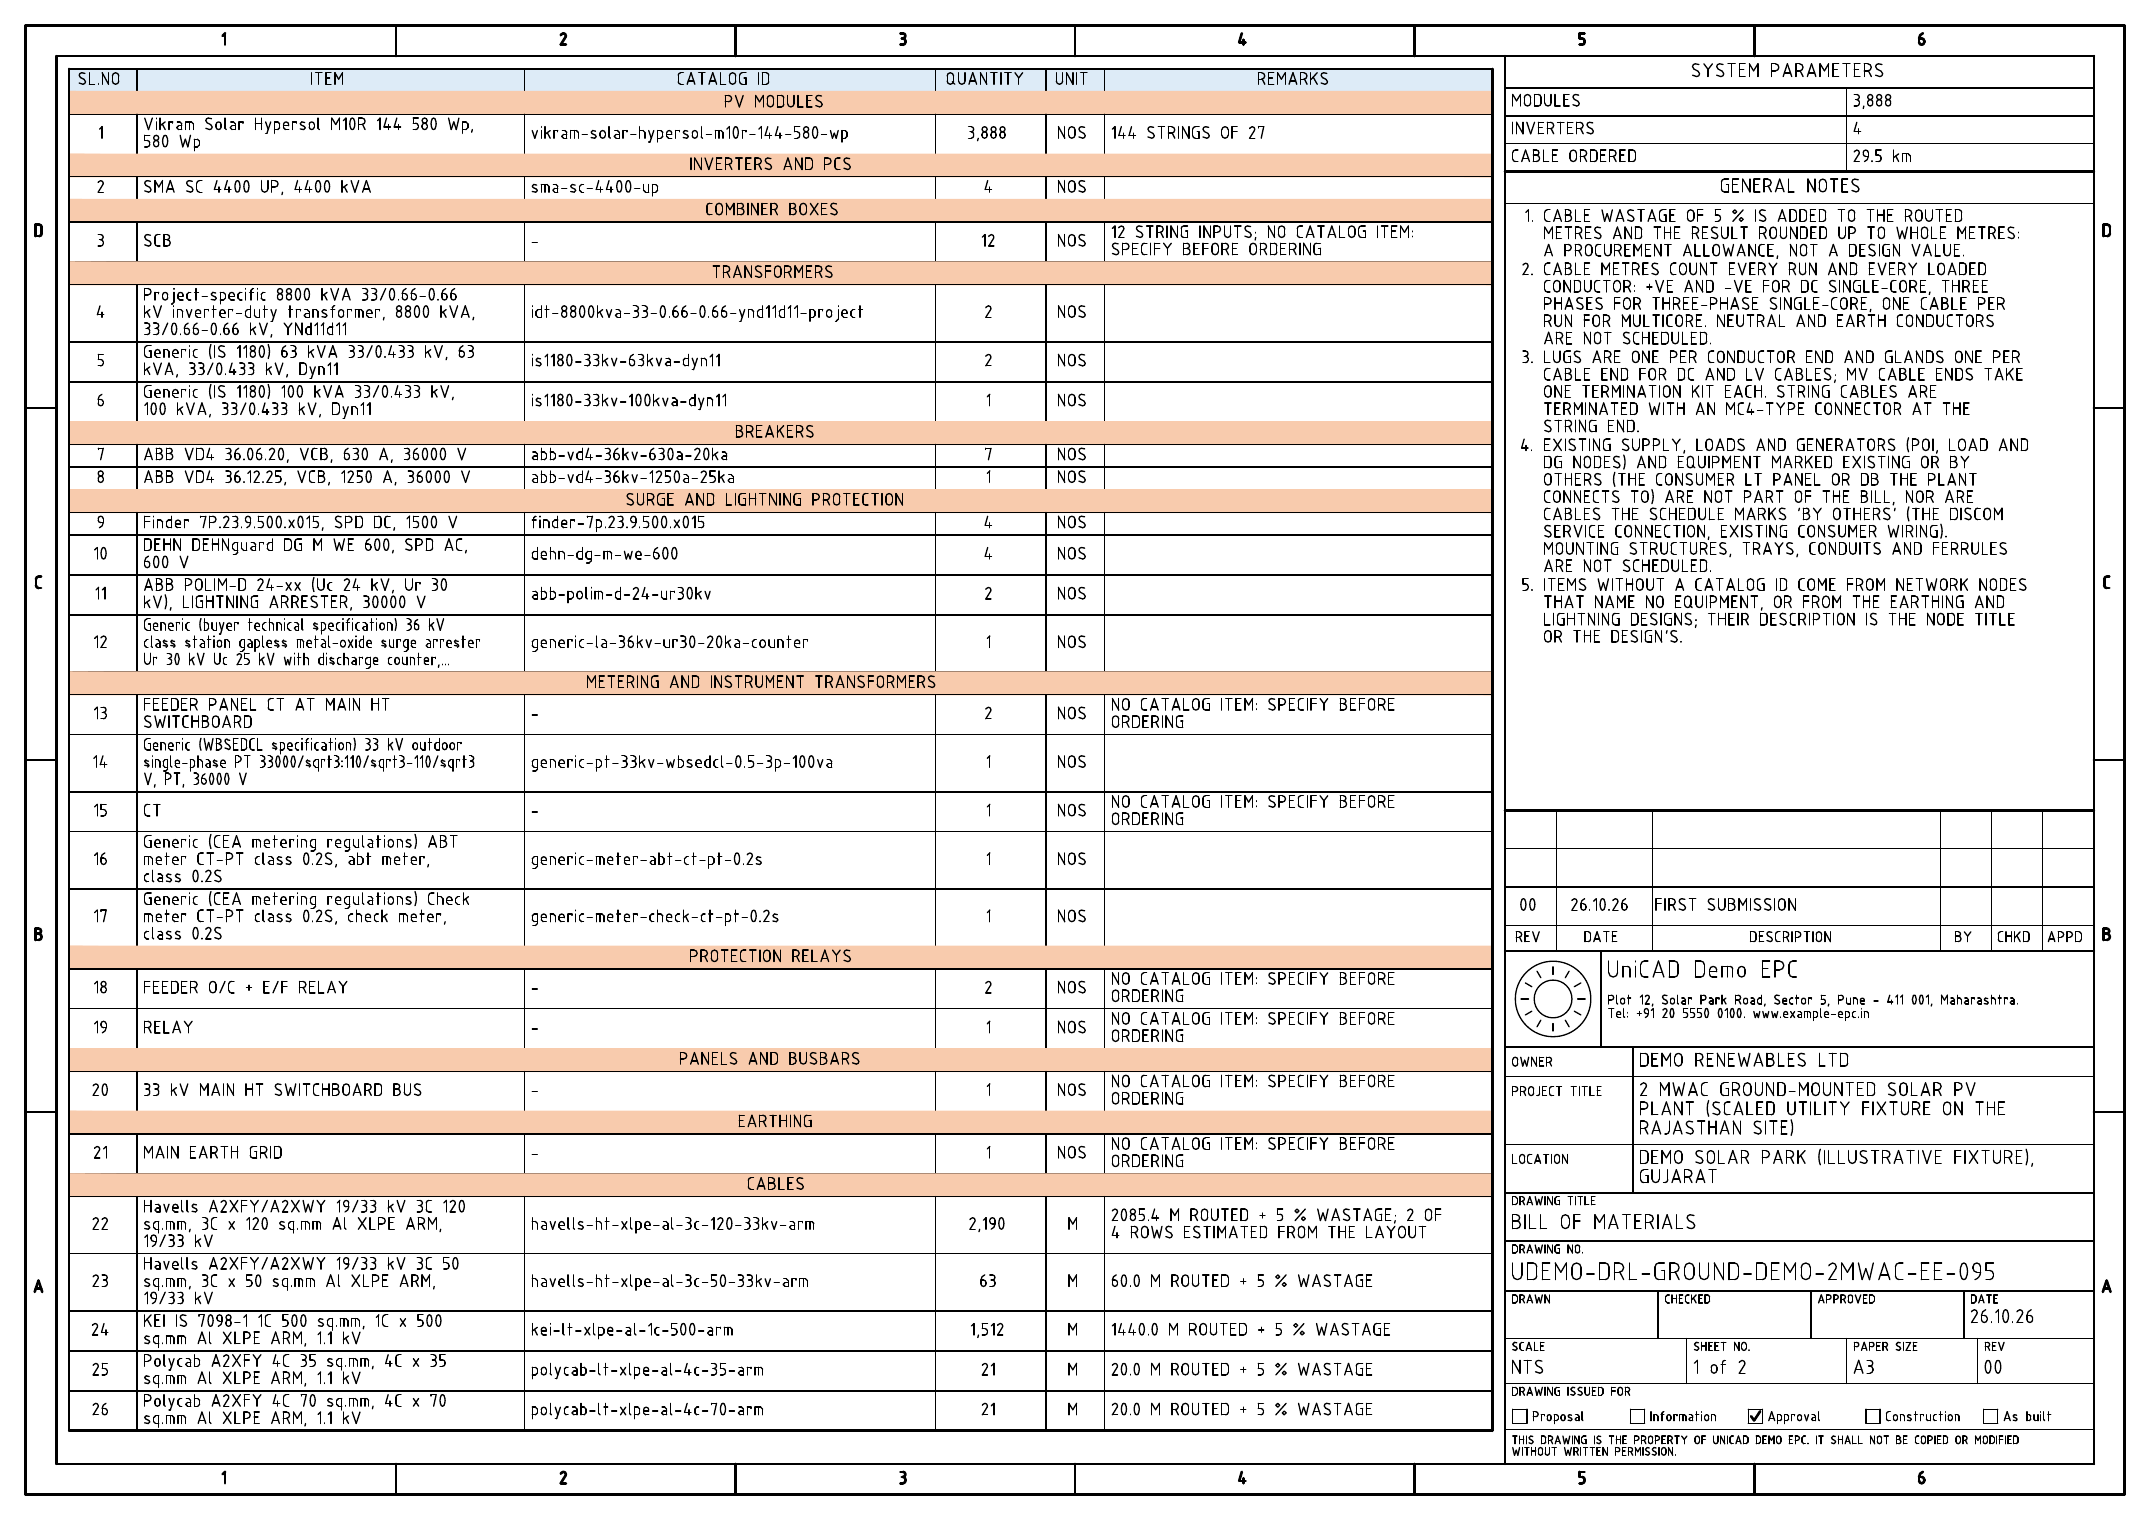 1 2 3 4 5 6
SL.NO ITEM CATALOG ID QUANTITY UNIT REMARKS
PV MODULES
1 Vikram Solar Hypersol M10R 144 580 Wp, 580 Wp vikram-solar-hypersol-m10r-144-580-wp 3,888 NOS 144 STRINGS OF 27
INVERTERS AND PCS
2 SMA SC 4400 UP, 4400 kVA sma-sc-4400-up 4 NOS
COMBINER BOXES
3 SCB - 12 NOS 12 STRING INPUTS; NO CATALOG ITEM: SPECIFY BEFORE ORDERING
TRANSFORMERS
4 Project-specific 8800 kVA 33/0.66-0.66 kV inverter-duty transformer, 8800 kVA, 33/0.66-0.66 kV, YNd11d11 idt-8800kva-33-0.66-0.66-ynd11d11-project 2 NOS
5 Generic (IS 1180) 63 kVA 33/0.433 kV, 63 kVA, 33/0.433 kV, Dyn11 is1180-33kv-63kva-dyn11 2 NOS
6 Generic (IS 1180) 100 kVA 33/0.433 kV, 100 kVA, 33/0.433 kV, Dyn11 is1180-33kv-100kva-dyn11 1 NOS
BREAKERS
7 ABB VD4 36.06.20, VCB, 630 A, 36000 V abb-vd4-36kv-630a-20ka 7 NOS
8 ABB VD4 36.12.25, VCB, 1250 A, 36000 V abb-vd4-36kv-1250a-25ka 1 NOS
SURGE AND LIGHTNING PROTECTION
9 Finder 7P.23.9.500.x015, SPD DC, 1500 V finder-7p.23.9.500.x015 4 NOS
10 DEHN DEHNguard DG M WE 600, SPD AC, 600 V dehn-dg-m-we-600 4 NOS
11 ABB POLIM-D 24-xx (Uc 24 kV, Ur 30 kV), LIGHTNING ARRESTER, 30000 V abb-polim-d-24-ur30kv 2 NOS
12 Generic (buyer technical specification) 36 kV class station gapless metal-oxide surge arrester Ur 30 kV Uc 25 kV with discharge counter,... generic-la-36kv-ur30-20ka-counter 1 NOS
METERING AND INSTRUMENT TRANSFORMERS
13 FEEDER PANEL CT AT MAIN HT SWITCHBOARD - 2 NOS NO CATALOG ITEM: SPECIFY BEFORE ORDERING
14 Generic (WBSEDCL specification) 33 kV outdoor single-phase PT 33000/sqrt3:110/sqrt3-110/sqrt3 V, PT, 36000 V generic-pt-33kv-wbsedcl-0.5-3p-100va 1 NOS
15 CT - 1 NOS NO CATALOG ITEM: SPECIFY BEFORE ORDERING
16 Generic (CEA metering regulations) ABT meter CT-PT class 0.2S, abt meter, class 0.2S generic-meter-abt-ct-pt-0.2s 1 NOS
17 Generic (CEA metering regulations) Check meter CT-PT class 0.2S, check meter, class 0.2S generic-meter-check-ct-pt-0.2s 1 NOS
PROTECTION RELAYS
18 FEEDER O/C + E/F RELAY - 2 NOS NO CATALOG ITEM: SPECIFY BEFORE ORDERING
19 RELAY - 1 NOS NO CATALOG ITEM: SPECIFY BEFORE ORDERING
PANELS AND BUSBARS
20 33 kV MAIN HT SWITCHBOARD BUS - 1 NOS NO CATALOG ITEM: SPECIFY BEFORE ORDERING
EARTHING
21 MAIN EARTH GRID - 1 NOS NO CATALOG ITEM: SPECIFY BEFORE ORDERING
CABLES
22 Havells A2XFY/A2XWY 19/33 kV 3C 120 sq.mm, 3C x 120 sq.mm Al XLPE ARM, 19/33 kV havells-ht-xlpe-al-3c-120-33kv-arm 2,190 M 2085.4 M ROUTED + 5 % WASTAGE; 2 OF 4 ROWS ESTIMATED FROM THE LAYOUT
23 Havells A2XFY/A2XWY 19/33 kV 3C 50 sq.mm, 3C x 50 sq.mm Al XLPE ARM, 19/33 kV havells-ht-xlpe-al-3c-50-33kv-arm 63 M 60.0 M ROUTED + 5 % WASTAGE
24 KEI IS 7098-1 1C 500 sq.mm, 1C x 500 sq.mm Al XLPE ARM, 1.1 kV kei-lt-xlpe-al-1c-500-arm 1,512 M 1440.0 M ROUTED + 5 % WASTAGE
25 Polycab A2XFY 4C 35 sq.mm, 4C x 35 sq.mm Al XLPE ARM, 1.1 kV polycab-lt-xlpe-al-4c-35-arm 21 M 20.0 M ROUTED + 5 % WASTAGE
26 Polycab A2XFY 4C 70 sq.mm, 4C x 70 sq.mm Al XLPE ARM, 1.1 kV polycab-lt-xlpe-al-4c-70-arm 21 M 20.0 M ROUTED + 5 % WASTAGE
SYSTEM PARAMETERS
MODULES 3,888
INVERTERS 4
CABLE ORDERED 29.5 km
GENERAL NOTES
1. CABLE WASTAGE OF 5 % IS ADDED TO THE ROUTED
METRES AND THE RESULT ROUNDED UP TO WHOLE METRES:
A PROCUREMENT ALLOWANCE, NOT A DESIGN VALUE.
2. CABLE METRES COUNT EVERY RUN AND EVERY LOADED
CONDUCTOR: +VE AND -VE FOR DC SINGLE-CORE, THREE
PHASES FOR THREE-PHASE SINGLE-CORE, ONE CABLE PER
RUN FOR MULTICORE. NEUTRAL AND EARTH CONDUCTORS
ARE NOT SCHEDULED.
3. LUGS ARE ONE PER CONDUCTOR END AND GLANDS ONE PER
CABLE END FOR DC AND LV CABLES; MV CABLE ENDS TAKE
ONE TERMINATION KIT EACH. STRING CABLES ARE
TERMINATED WITH AN MC4-TYPE CONNECTOR AT THE
STRING END.
4. EXISTING SUPPLY, LOADS AND GENERATORS (POI, LOAD AND
DG NODES) AND EQUIPMENT MARKED EXISTING OR BY
OTHERS (THE CONSUMER LT PANEL OR DB THE PLANT
CONNECTS TO) ARE NOT PART OF THE BILL, NOR ARE
CABLES THE SCHEDULE MARKS 'BY OTHERS' (THE DISCOM
SERVICE CONNECTION, EXISTING CONSUMER WIRING).
MOUNTING STRUCTURES, TRAYS, CONDUITS AND FERRULES
ARE NOT SCHEDULED.
5. ITEMS WITHOUT A CATALOG ID COME FROM NETWORK NODES
THAT NAME NO EQUIPMENT, OR FROM THE EARTHING AND
LIGHTNING DESIGNS; THEIR DESCRIPTION IS THE NODE TITLE
OR THE DESIGN'S.
00 26.10.26 FIRST SUBMISSION
REV DATE DESCRIPTION BY CHKD APPD
UniCAD Demo EPC
Plot 12, Solar Park Road, Sector 5, Pune - 411 001, Maharashtra.
Tel: +91 20 5550 0100. www.example-epc.in
OWNER DEMO RENEWABLES LTD
PROJECT TITLE 2 MWAC GROUND-MOUNTED SOLAR PV
PLANT (SCALED UTILITY FIXTURE ON THE
RAJASTHAN SITE)
LOCATION DEMO SOLAR PARK (ILLUSTRATIVE FIXTURE),
GUJARAT
DRAWING TITLE
BILL OF MATERIALS
DRAWING NO.
UDEMO-DRL-GROUND-DEMO-2MWAC-EE-095
DRAWN CHECKED APPROVED DATE
26.10.26
SCALE SHEET NO. PAPER SIZE REV
NTS 1 of 2 A3 00
DRAWING ISSUED FOR
Proposal Information Approval Construction As built
THIS DRAWING IS THE PROPERTY OF UNICAD DEMO EPC. IT SHALL NOT BE COPIED OR MODIFIED
WITHOUT WRITTEN PERMISSION.
D D
C C
B B
A A
1 2 3 4 5 6